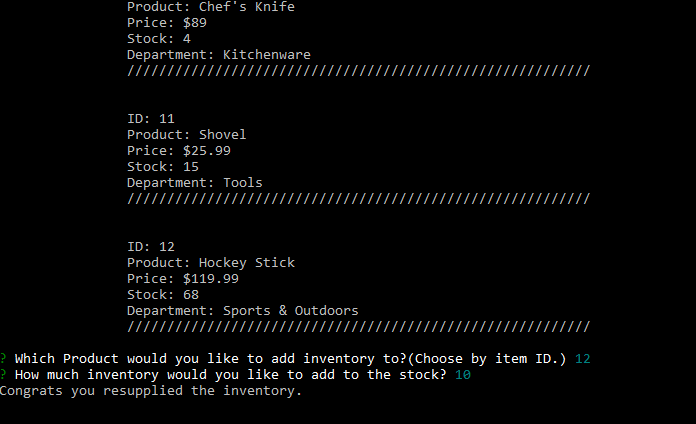 Product: Chef's Knife
Price: $89
Stock: 4
Department: Kitchenware
//////////////////////////////////////////////////////////
ID: 11
Product: Shovel
Price: $25.99
Stock: 15
Department: Tools
//////////////////////////////////////////////////////////
ID: 12
Product: Hockey Stick
Price: $119.99
Stock: 68
Department: Sports & Outdoors
//////////////////////////////////////////////////////////
? Which Product would you like to add inventory to?(Choose by item ID.) 12
? How much inventory would you like to add to the stock? 10
Congrats you resupplied the inventory.